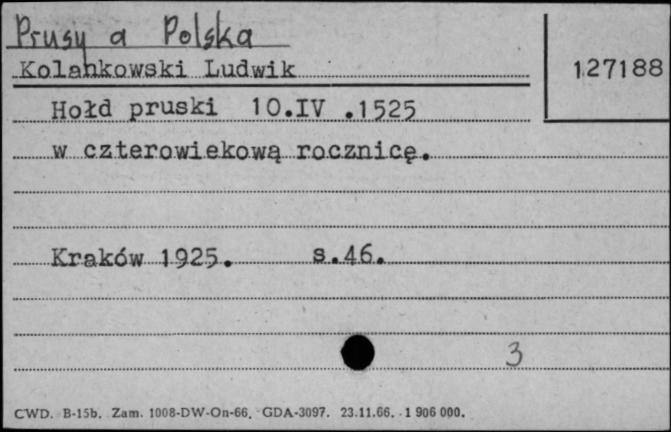 Prusy a Polska
Kolankowski Ludwik
127188
Hołd pruski 10.IV .1525
w czterowiekową rocznicę.
Kraków 1925. s.46.
3
CWD. B-15b. Zam. 1008-DW-On-66. GDA-3097. 23.11.66. 1 906 000.